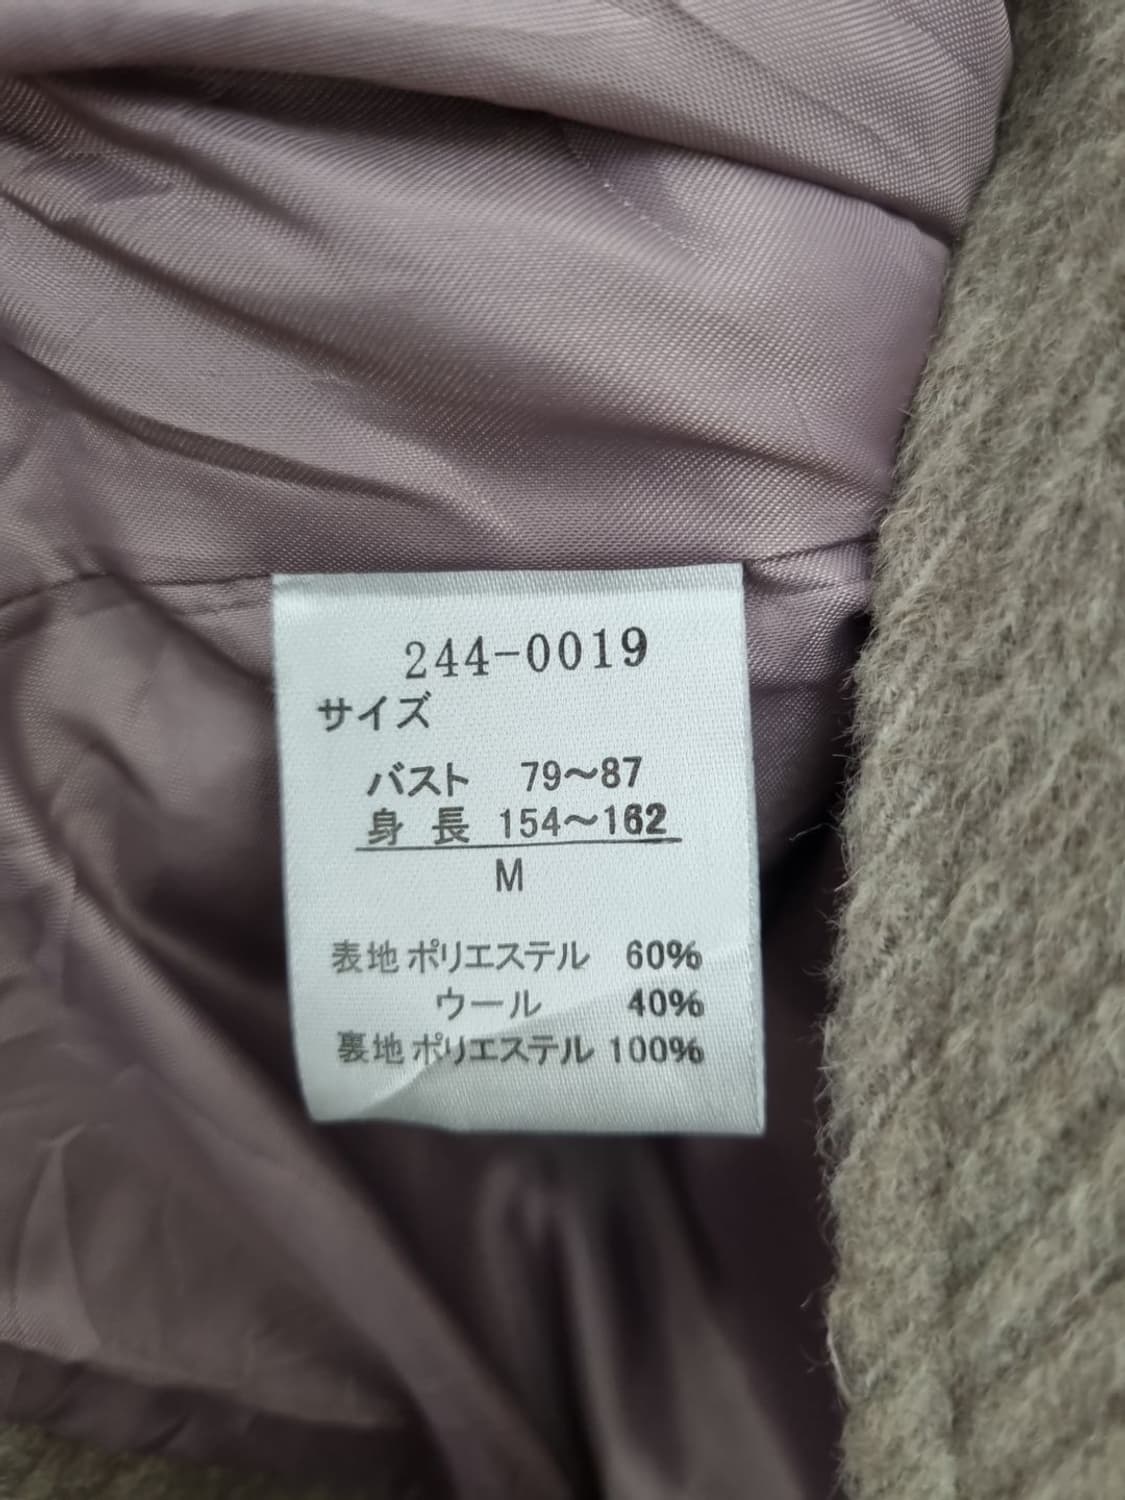 244-0019
サイズ
バスト 79～87
身長 154～162
M
表地 ポリエステル 60%
ウール 40%
裏地 ポリエステル 100%